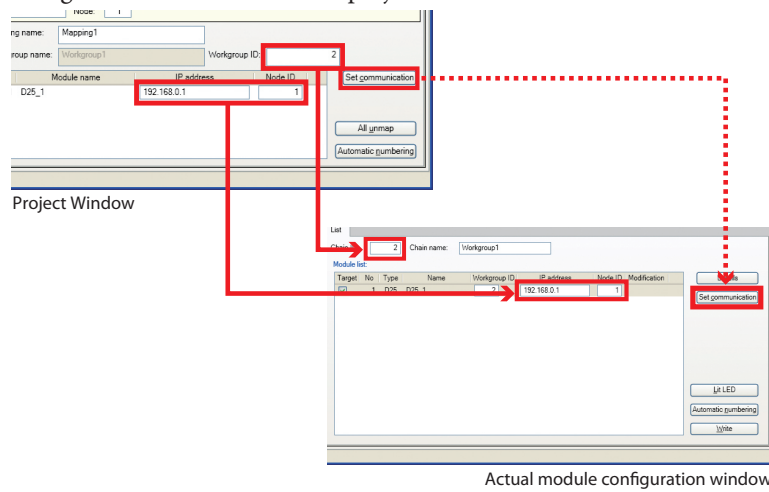 Node: 1
ng name: Mapping1
roup name: Workgroup1 Workgroup ID: 2
Module name IP address Node ID Set communication
D25_1 192.168.0.1 1
All unmap
Automatic numbering
Project Window
List
2 Chain name: Workgroup1
Module list:
Target No Type Name Workgroup ID IP address Node ID Modification
1 D25 D25_1 2 192.168.0.1 1
Set communication
Lit LED
Automatic numbering
Write
Actual module configuration window